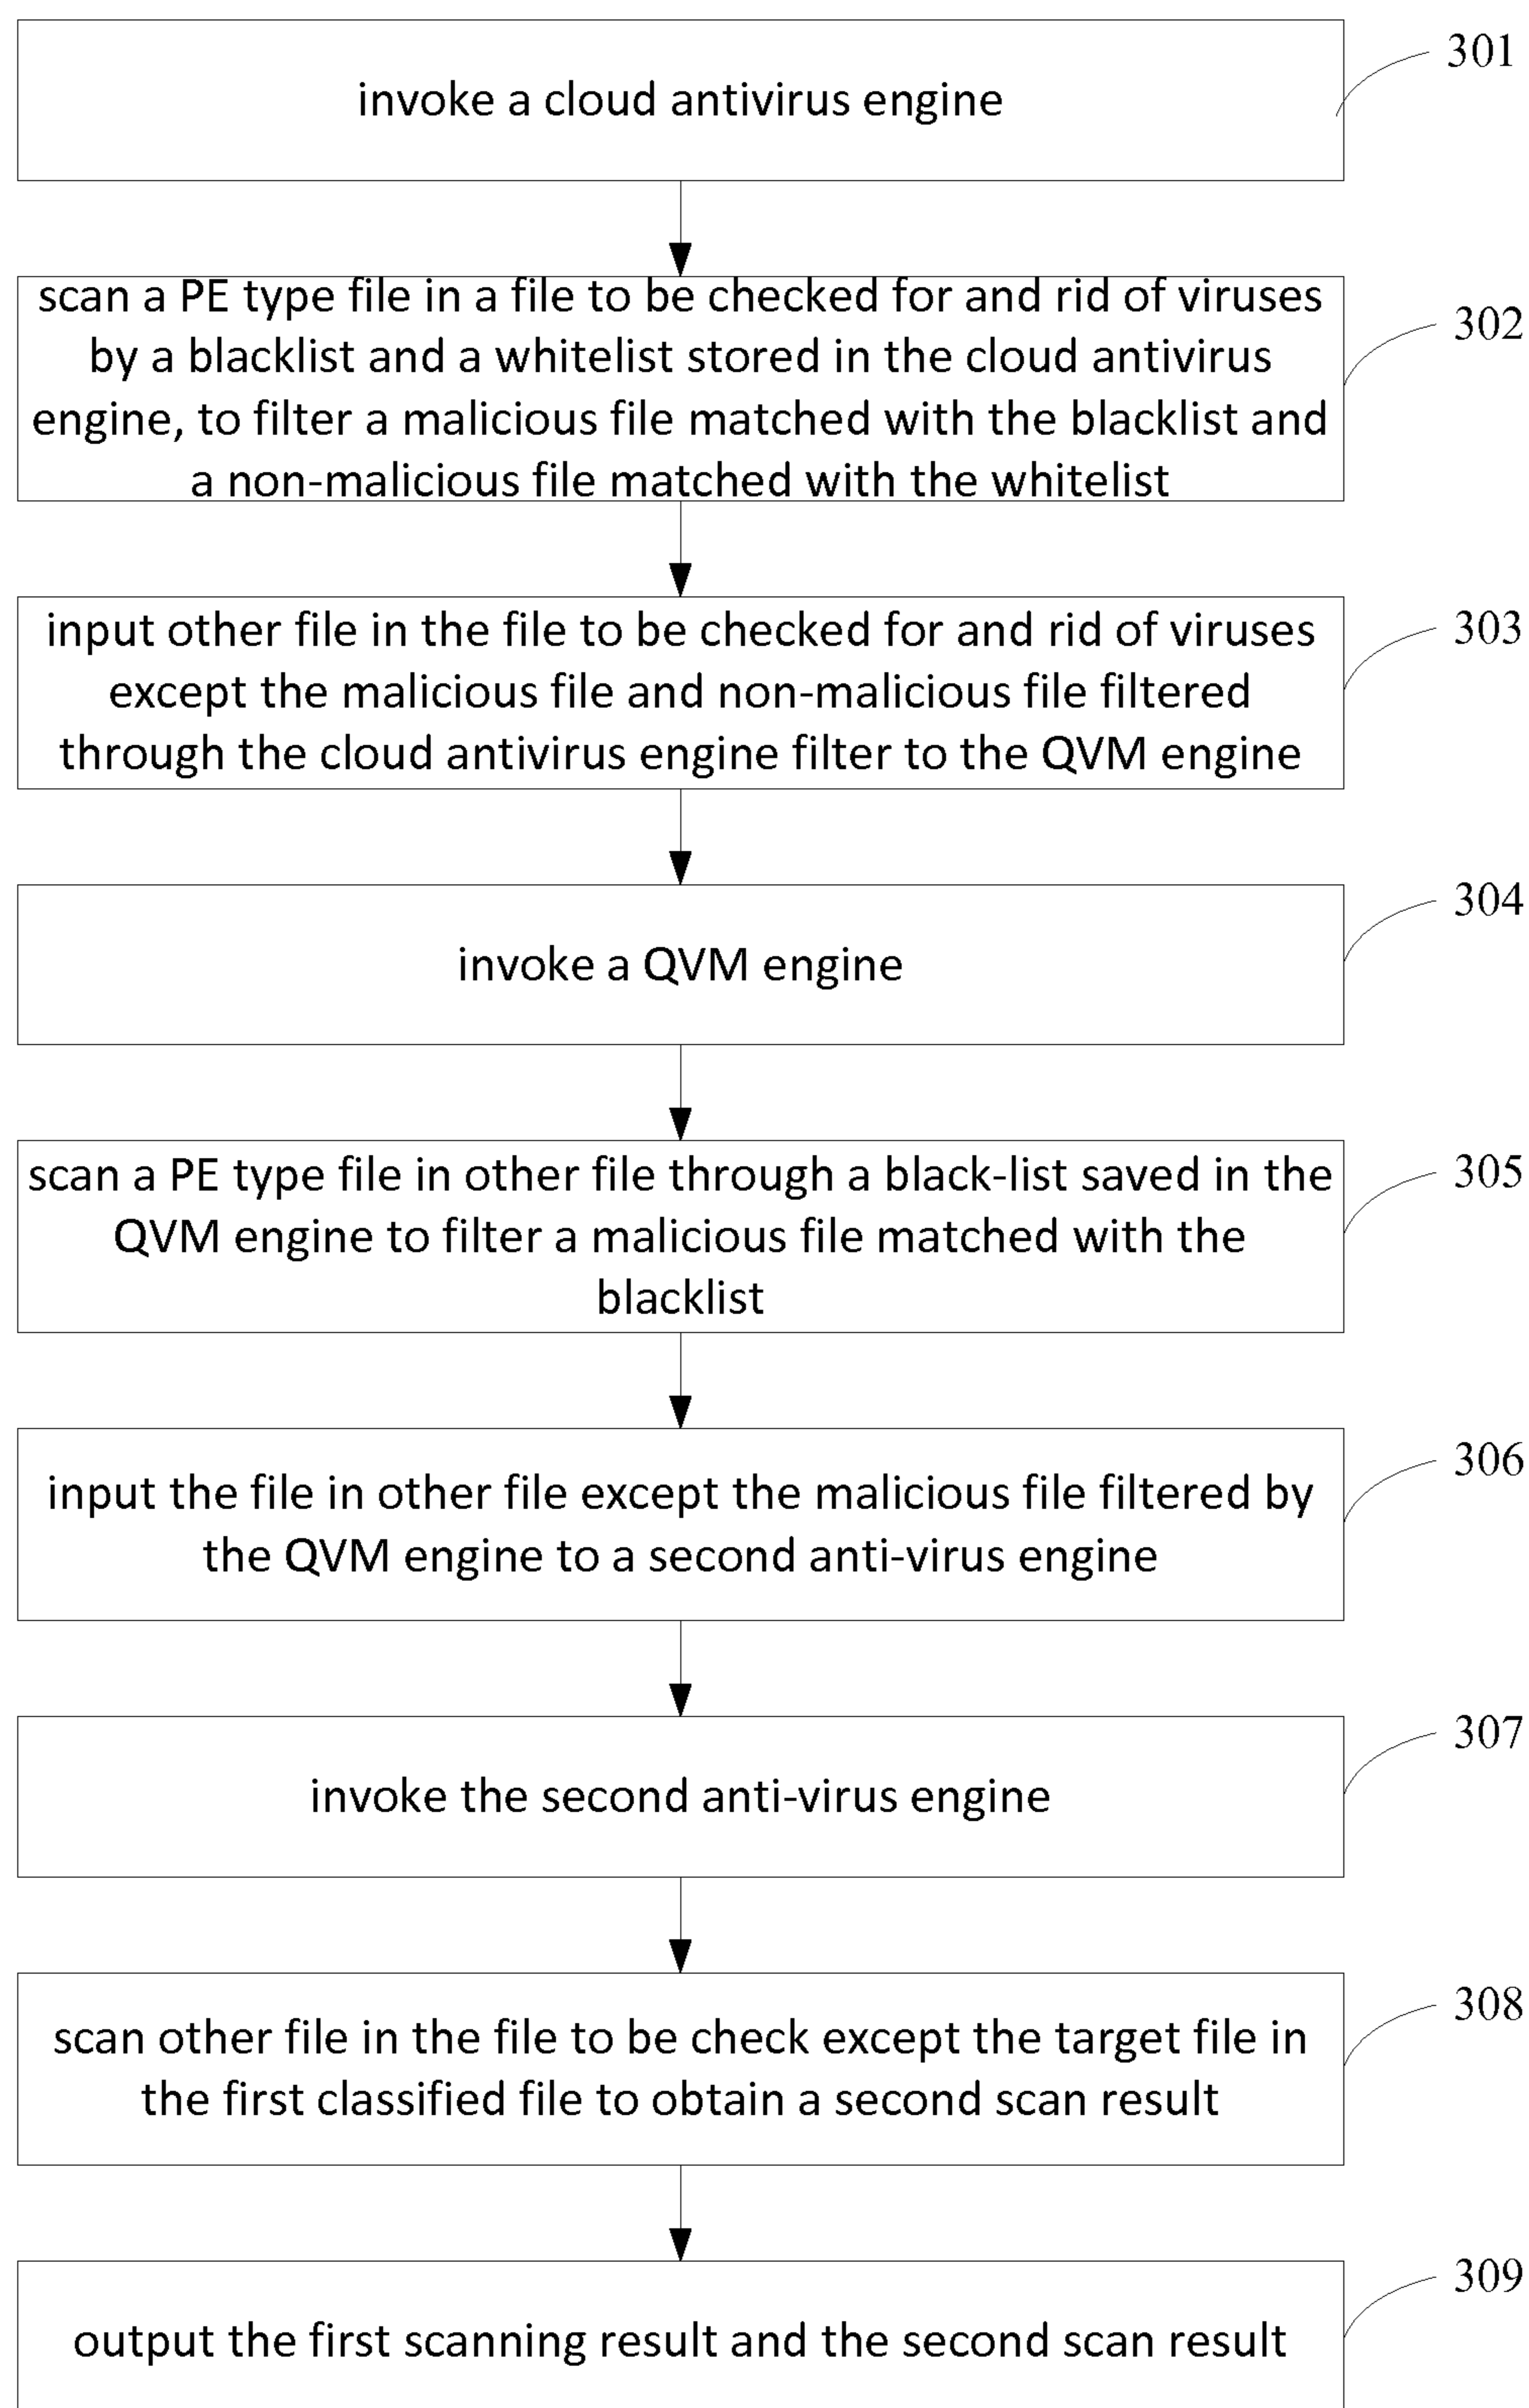 invoke a cloud antivirus engine
301
scan a PE type file in a file to be checked for and rid of viruses
by a blacklist and a whitelist stored in the cloud antivirus
engine, to filter a malicious file matched with the blacklist and
a non-malicious file matched with the whitelist
302
input other file in the file to be checked for and rid of viruses
except the malicious file and non-malicious file filtered
through the cloud antivirus engine filter to the QVM engine
303
invoke a QVM engine
304
scan a PE type file in other file through a black-list saved in the
QVM engine to filter a malicious file matched with the
blacklist
305
input the file in other file except the malicious file filtered by
the QVM engine to a second anti-virus engine
306
invoke the second anti-virus engine
307
scan other file in the file to be check except the target file in
the first classified file to obtain a second scan result
308
output the first scanning result and the second scan result
309